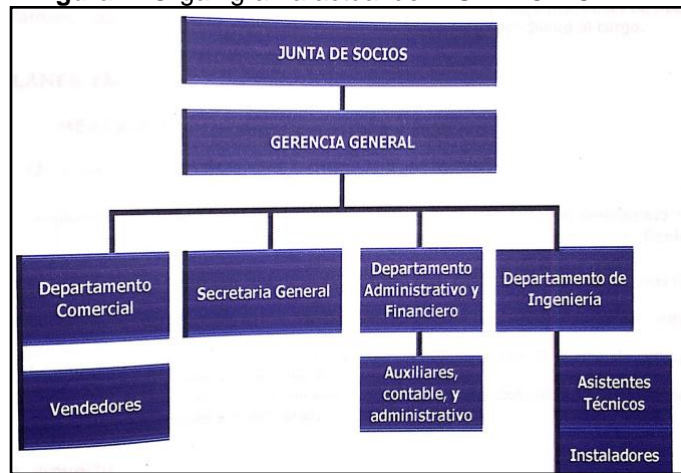 JUNTA DE SOCIOS
GERENCIA GENERAL
Departamento
Comercial
Secretaria General
Departamento
Administrativo y
Financiero
Departamento de
Ingeniería
Vendedores
Auxiliares,
contable, y
administrativo
Asistentes
Técnicos
Instaladores